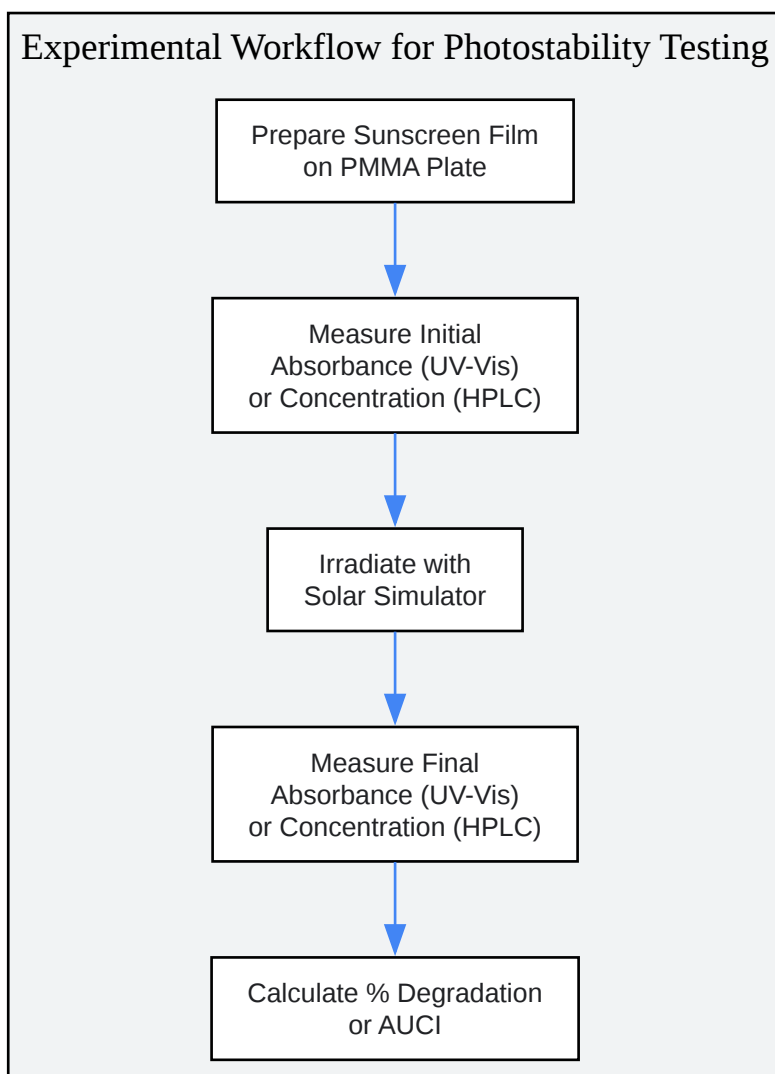 Experimental Workflow for Photostability Testing
Prepare Sunscreen Film
on PMMA Plate
Measure Initial
Absorbance (UV-Vis)
or Concentration (HPLC)
Irradiate with
Solar Simulator
Measure Final
Absorbance (UV-Vis)
or Concentration (HPLC)
Calculate % Degradation
or AUCI